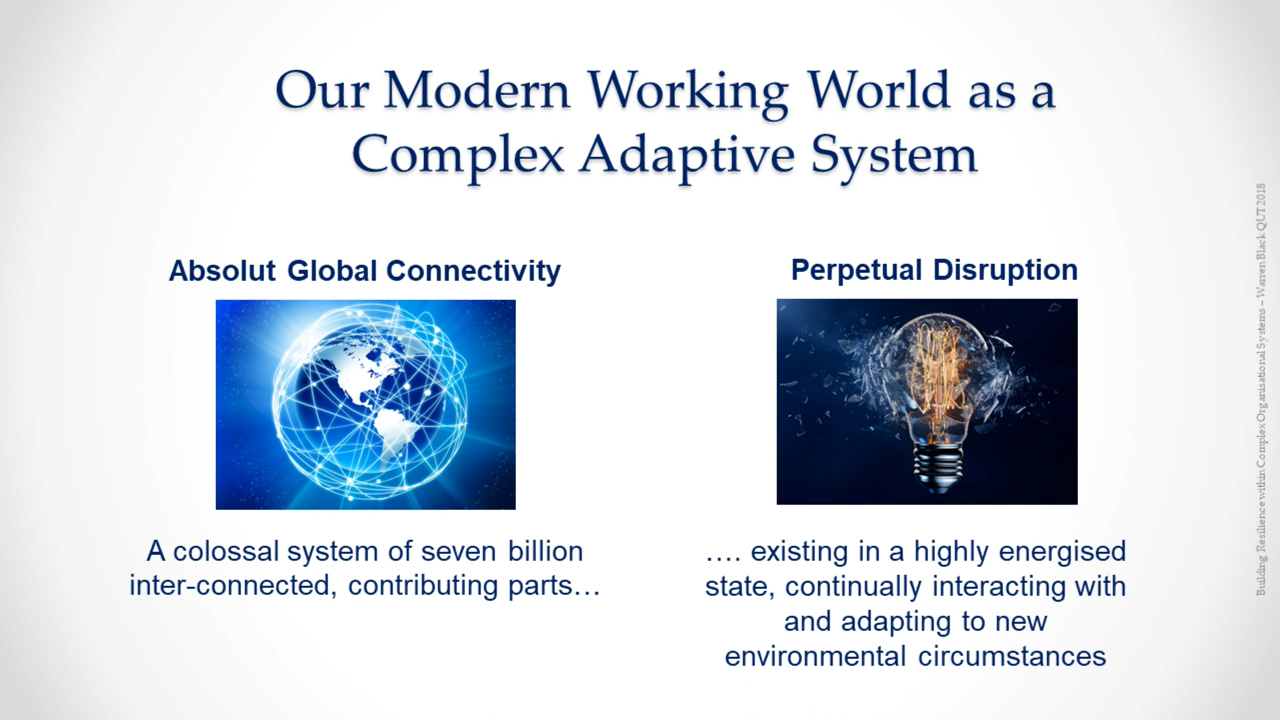 Our Modern Working World as a
Complex Adaptive System
Absolut Global Connectivity
A colossal system of seven billion
inter-connected, contributing parts…
Perpetual Disruption
…. existing in a highly energised
state, continually interacting with
and adapting to new
environmental circumstances
Building Resilience within Complex Organisational Systems – Warren Black QUT 2018